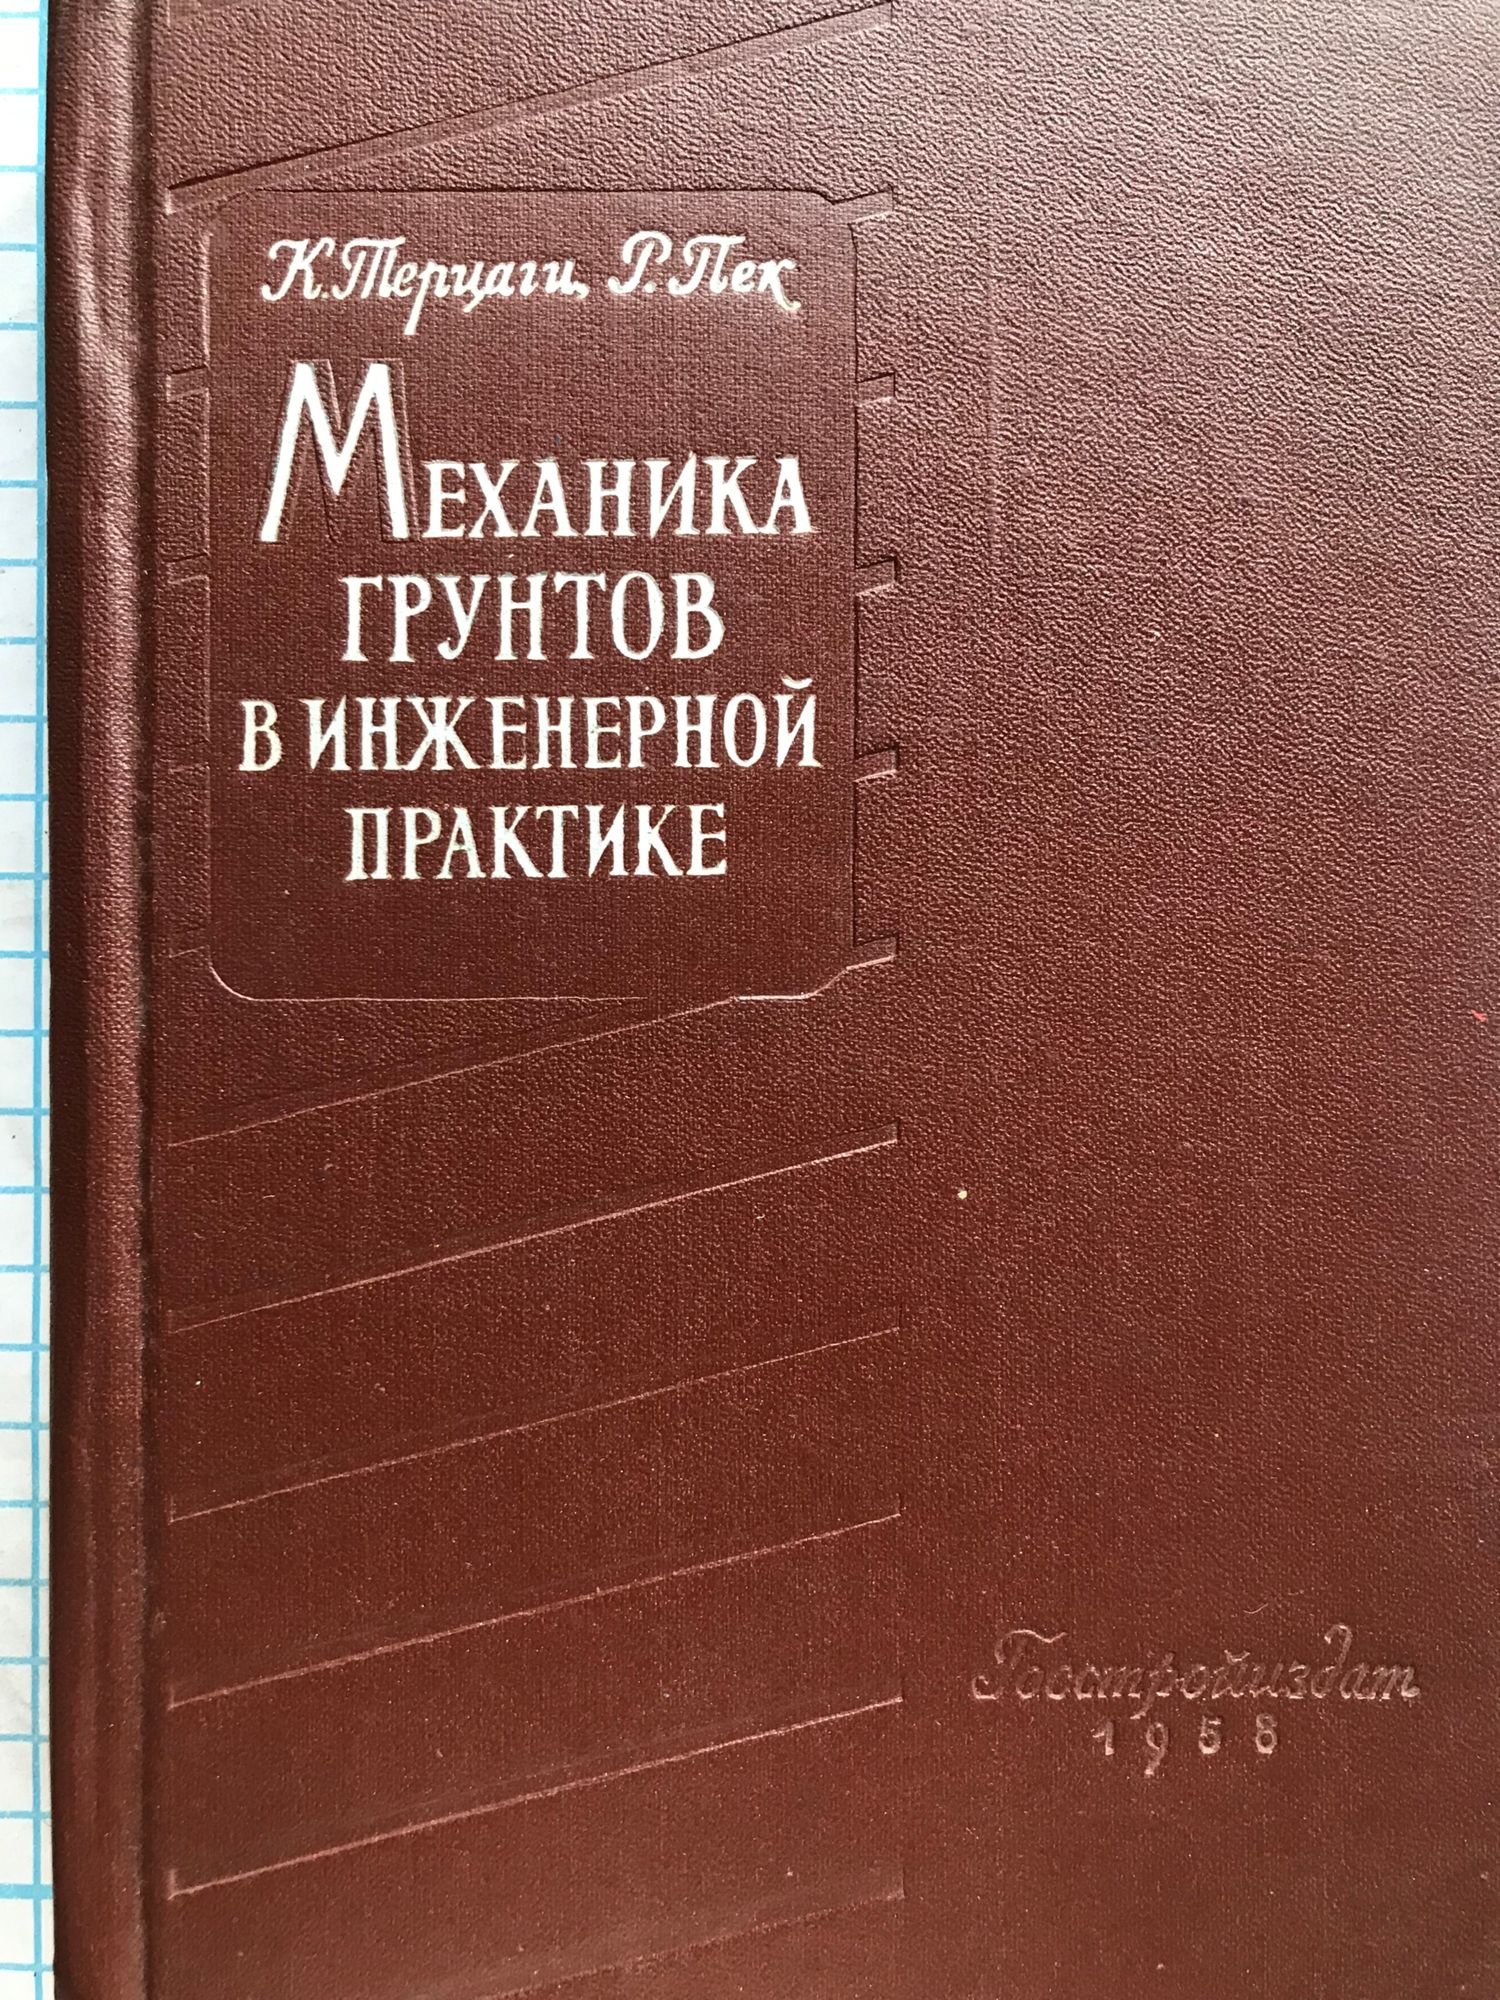 К. Терцаги, Р. Пек
Механика
грунтов
в инженерной
практике
Госстройиздат
1958